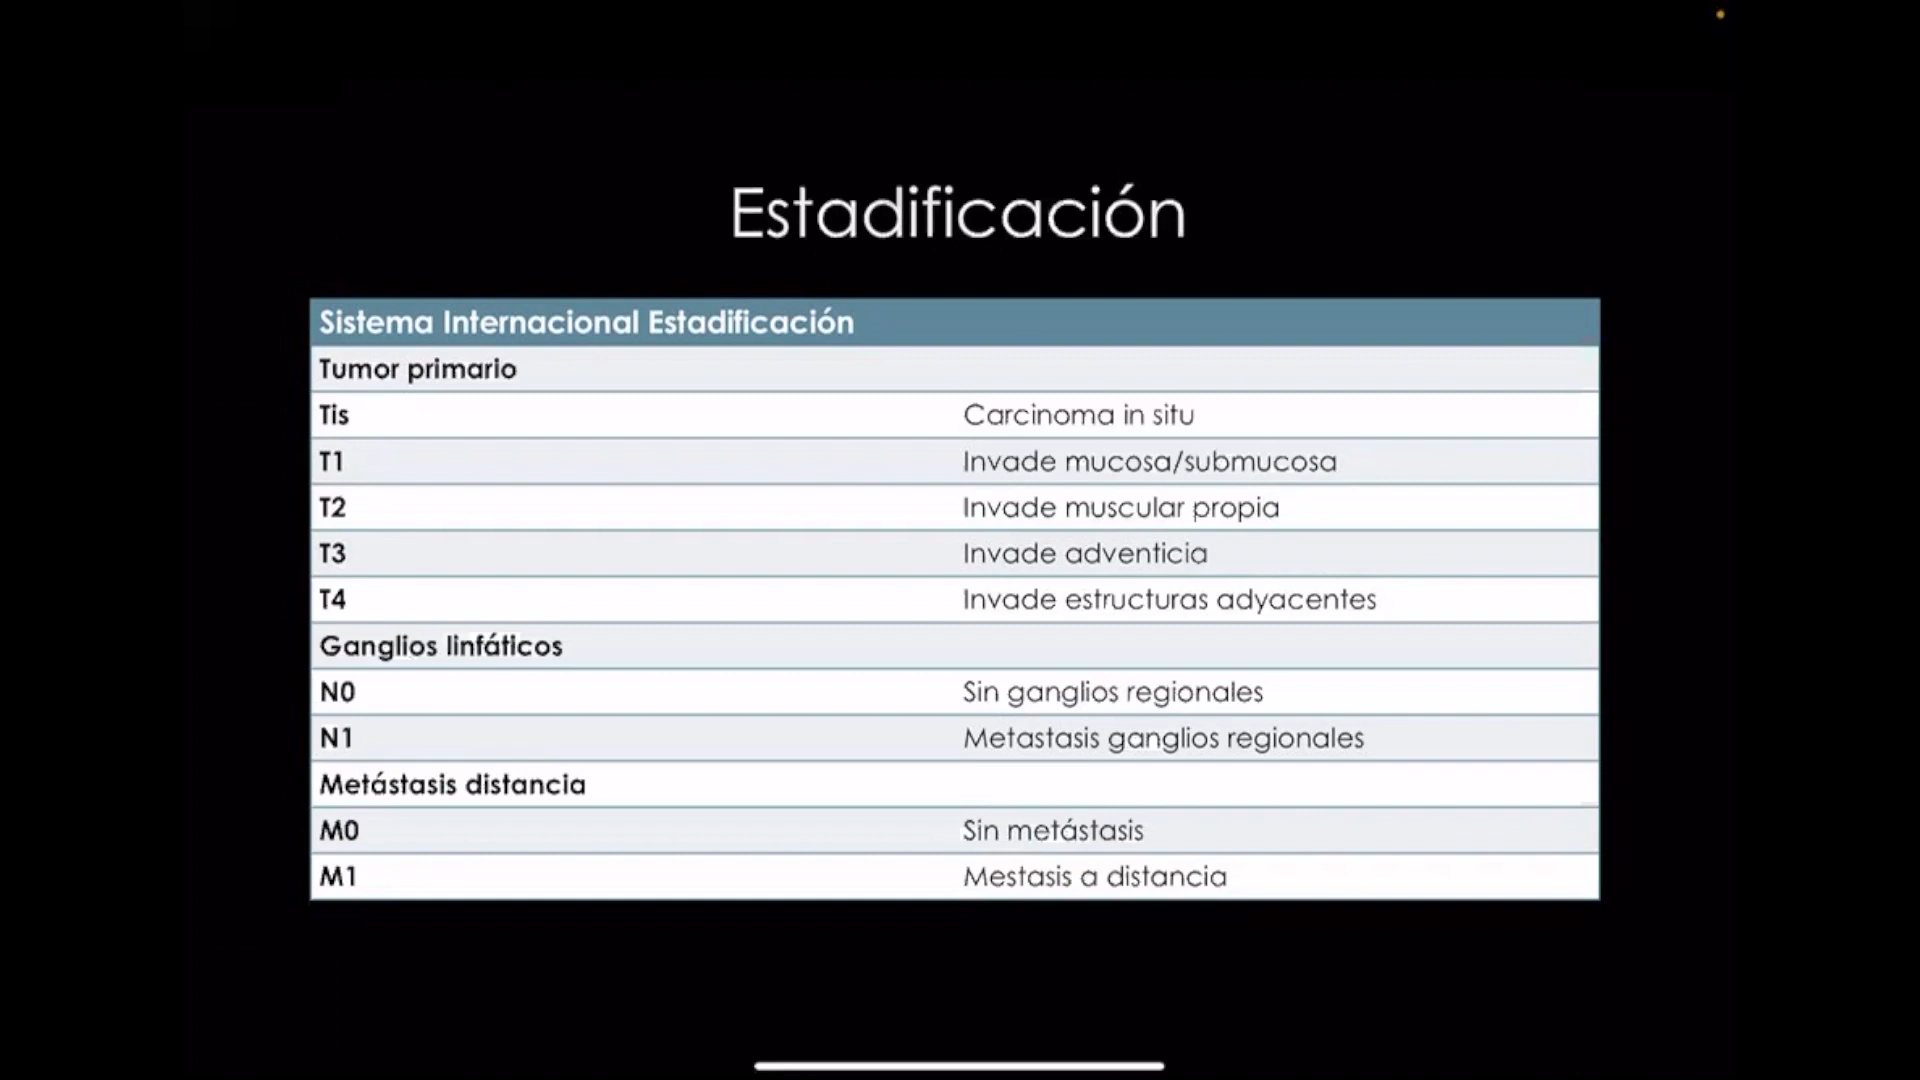 Estadificación
Sistema Internacional Estadificación
Tumor primario
Tis Carcinoma in situ
T1 Invade mucosa/submucosa
T2 Invade muscular propia
T3 Invade adventicia
T4 Invade estructuras adyacentes
Ganglios linfáticos
N0 Sin ganglios regionales
N1 Metastasis ganglios regionales
Metástasis distancia
M0 Sin metástasis
M1 Mestasis a distancia